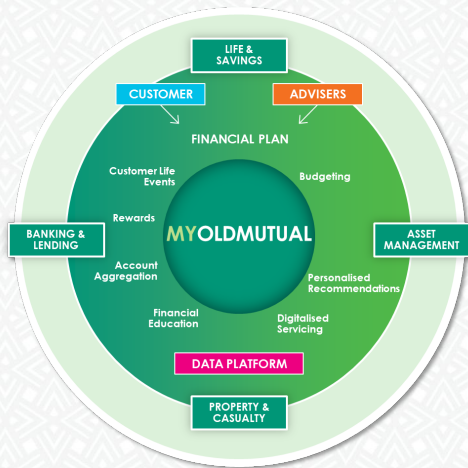 LIFE &
SAVINGS
CUSTOMER
ADVISERS
FINANCIAL PLAN
Customer Life
Events
Budgeting
Rewards
MYOLDMUTUAL
BANKING &
LENDING
ASSET
MANAGEMENT
Account
Aggregation
Personalised
Recommendations
Financial
Education
Digitalised
Servicing
DATA PLATFORM
PROPERTY &
CASUALTY